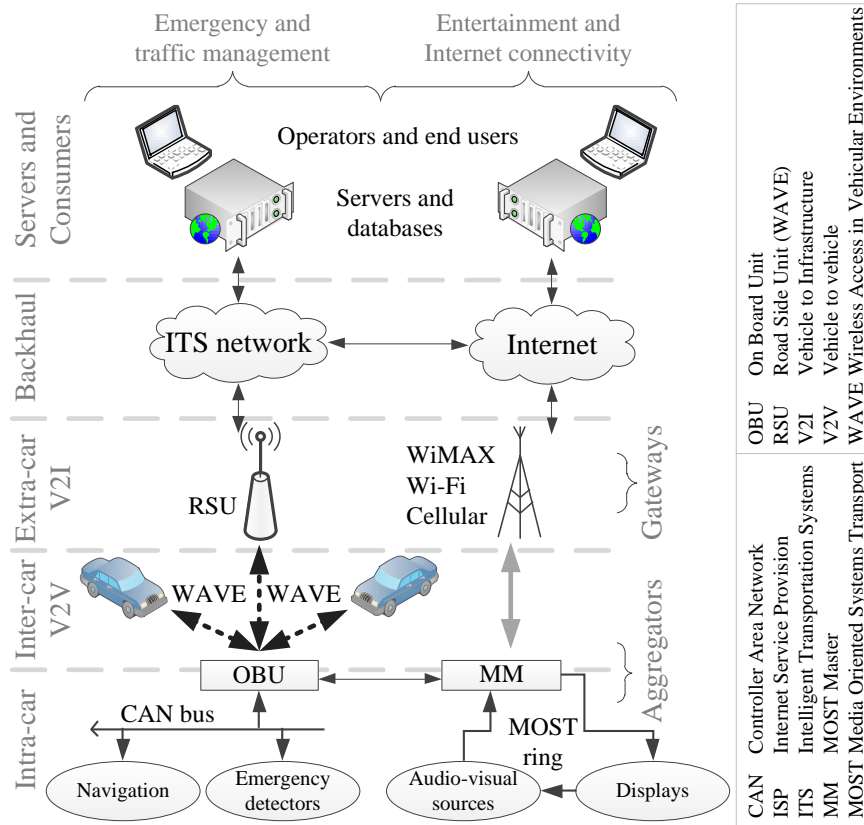 Emergency and
traffic management
Entertainment and
Internet connectivity
Servers and
Consumers
Operators and end users
Servers and
databases
Backhaul
ITS network
Internet
Extra-car
V2I
RSU
WiMAX
Wi-Fi
Cellular
Gateways
Inter-car
V2V
WAVE
WAVE
Aggregators
OBU
MM
Intra-car
CAN bus
MOST
ring
Navigation
Emergency
detectors
Audio-visual
sources
Displays
CAN Controller Area Network
ISP Internet Service Provision
ITS Intelligent Transportation Systems
MM MOST Master
MOST Media Oriented Systems Transport
OBU On Board Unit
RSU Road Side Unit (WAVE)
V2I Vehicle to Infrastructure
V2V Vehicle to vehicle
WAVE Wireless Access in Vehicular Environments